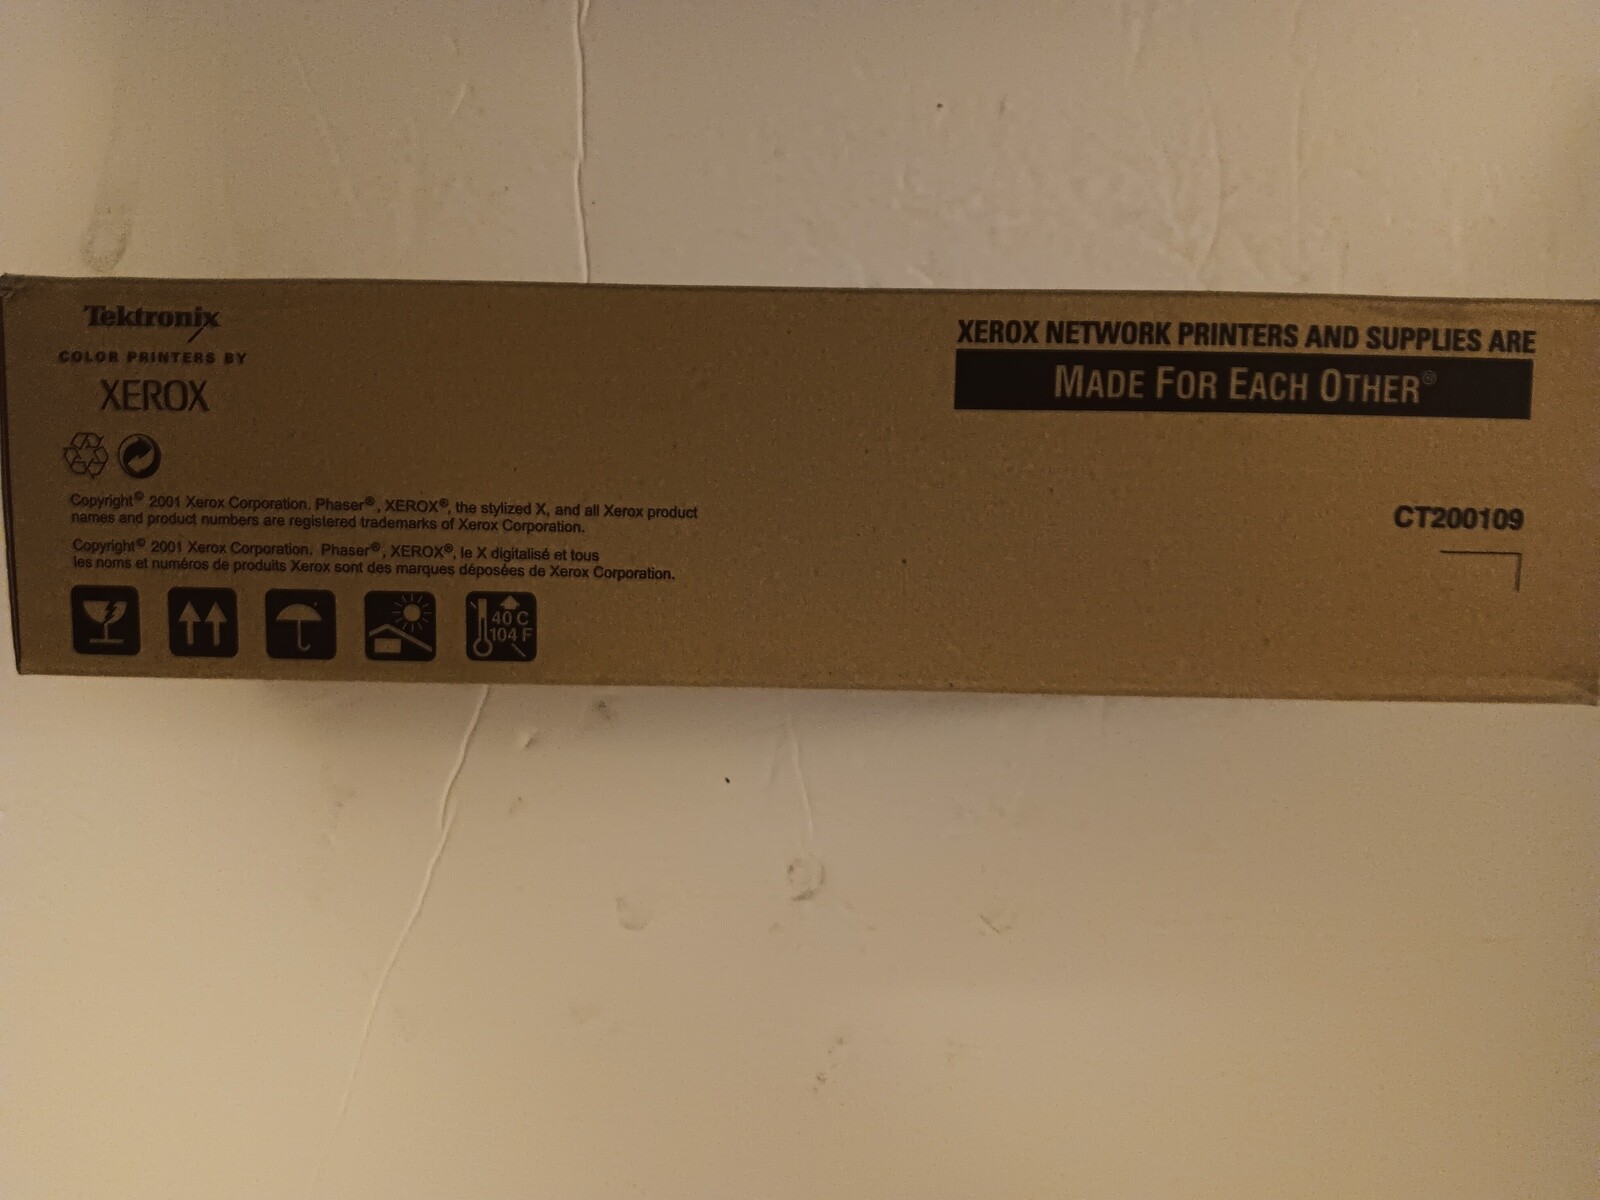 Tektronix
COLOR PRINTERS BY
XEROX
XEROX NETWORK PRINTERS AND SUPPLIES ARE
MADE FOR EACH OTHER®
Copyright© 2001 Xerox Corporation. Phaser®, XEROX®, the stylized X, and all Xerox product
names and product numbers are registered trademarks of Xerox Corporation.
Copyright© 2001 Xerox Corporation. Phaser®, XEROX®, le X digitalisé et tous
les noms et numéros de produits Xerox sont des marques déposées de Xerox Corporation.
CT200109
40 C
104 F